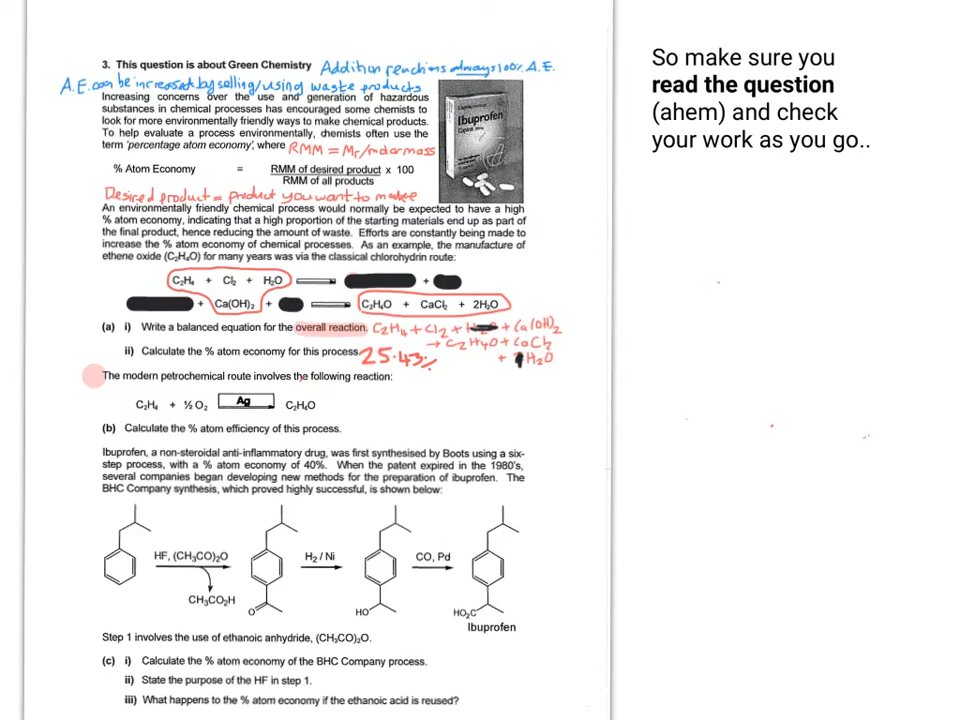 3. This question is about Green Chemistry Addition reactions always 100% A.E.
A.E. can be increased by selling/using waste products
Increasing concerns over the use and generation of hazardous
substances in chemical processes has encouraged some chemists to
look for more environmentally friendly ways to make chemical products.
To help evaluate a process environmentally, chemists often use the
term 'percentage atom economy', where RMM = Mr/molar mass
Ibuprofen
% Atom Economy = RMM of desired product x 100
RMM of all products
Desired product = product you want to make
An environmentally friendly chemical process would normally be expected to have a high
% atom economy, indicating that a high proportion of the starting materials end up as part of
the final product, hence reducing the amount of waste. Efforts are constantly being made to
increase the % atom economy of chemical processes. As an example, the manufacture of
ethene oxide (C₂H₄O) for many years was via the classical chlorohydrin route:
C₂H₄ + Cl₂ + H₂O +
+ Ca(OH)₂ + C₂H₄O + CaCl₂ + 2H₂O
(a) i) Write a balanced equation for the overall reaction. C₂H₄ + Cl₂ + + Ca(OH)₂
→ C₂H₄O + CaCl₂
ii) Calculate the % atom economy for this process. 25.43% + H₂O
The modern petrochemical route involves the following reaction:
C₂H₄ + ½ O₂ Ag C₂H₄O
(b) Calculate the % atom efficiency of this process.
Ibuprofen, a non-steroidal anti-inflammatory drug, was first synthesised by Boots using a six-
step process, with a % atom economy of 40%. When the patent expired in the 1980's,
several companies began developing new methods for the preparation of ibuprofen. The
BHC Company synthesis, which proved highly successful, is shown below:
HF, (CH₃CO)₂O H₂ / Ni CO, Pd
CH₃CO₂H
O HO HO₂C
Ibuprofen
Step 1 involves the use of ethanoic anhydride, (CH₃CO)₂O.
(c) i) Calculate the % atom economy of the BHC Company process.
ii) State the purpose of the HF in step 1.
iii) What happens to the % atom economy if the ethanoic acid is reused?
So make sure you
read the question
(ahem) and check
your work as you go..